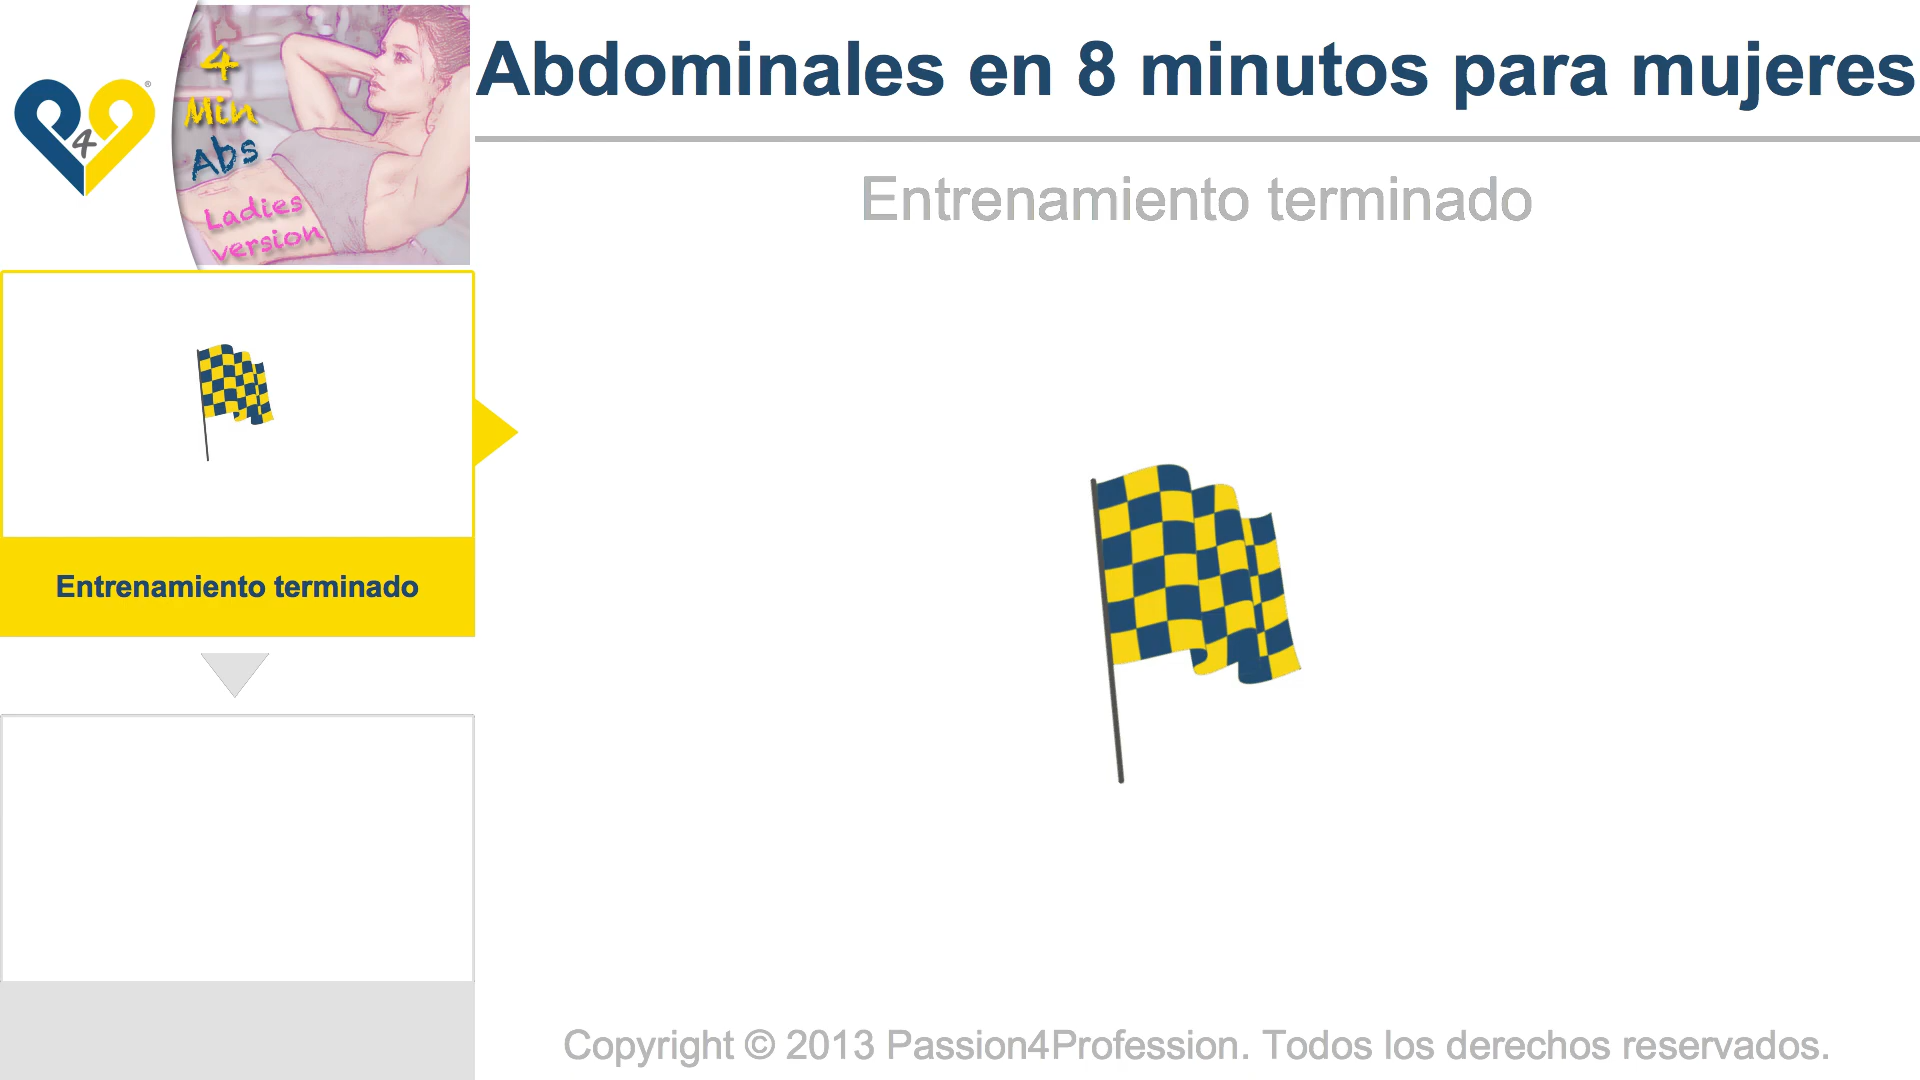 4
Min
Abs
Ladies
version
4
®
Abdominales en 8 minutos para mujeres
Entrenamiento terminado
Entrenamiento terminado
Copyright © 2013 Passion4Profession. Todos los derechos reservados.